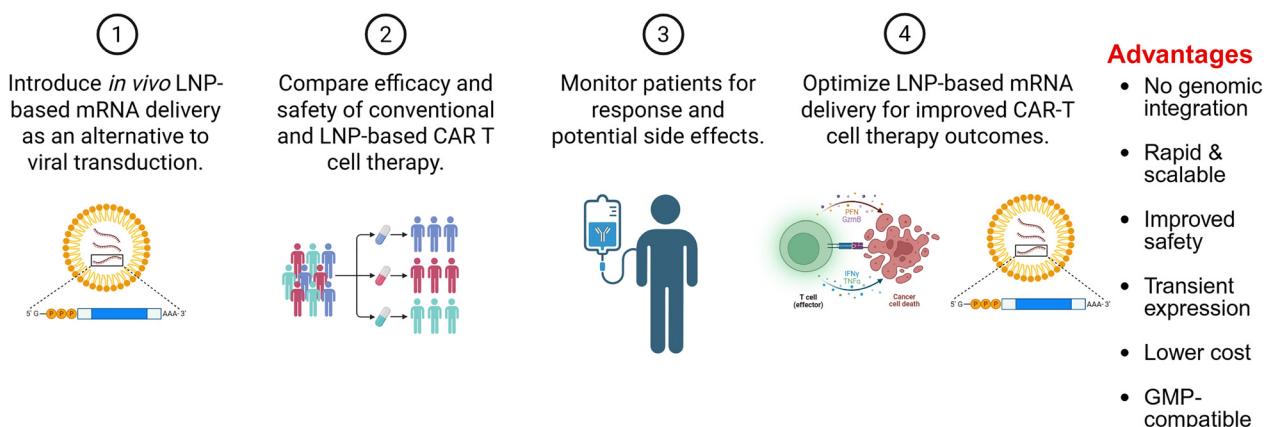 1
Introduce in vivo LNP-
based mRNA delivery
as an alternative to
viral transduction.
5' G P P P AAA- 3'
2
Compare efficacy and
safety of conventional
and LNP-based CAR T
cell therapy.
3
Monitor patients for
response and
potential side effects.
4
Optimize LNP-based mRNA
delivery for improved CAR-T
cell therapy outcomes.
PFN
GzmB
IFNγ
TNFα
T cell
(effector)
Cancer
cell death
5' G P P P AAA- 3'
Advantages
• No genomic
integration
• Rapid &
scalable
• Improved
safety
• Transient
expression
• Lower cost
• GMP-
compatible